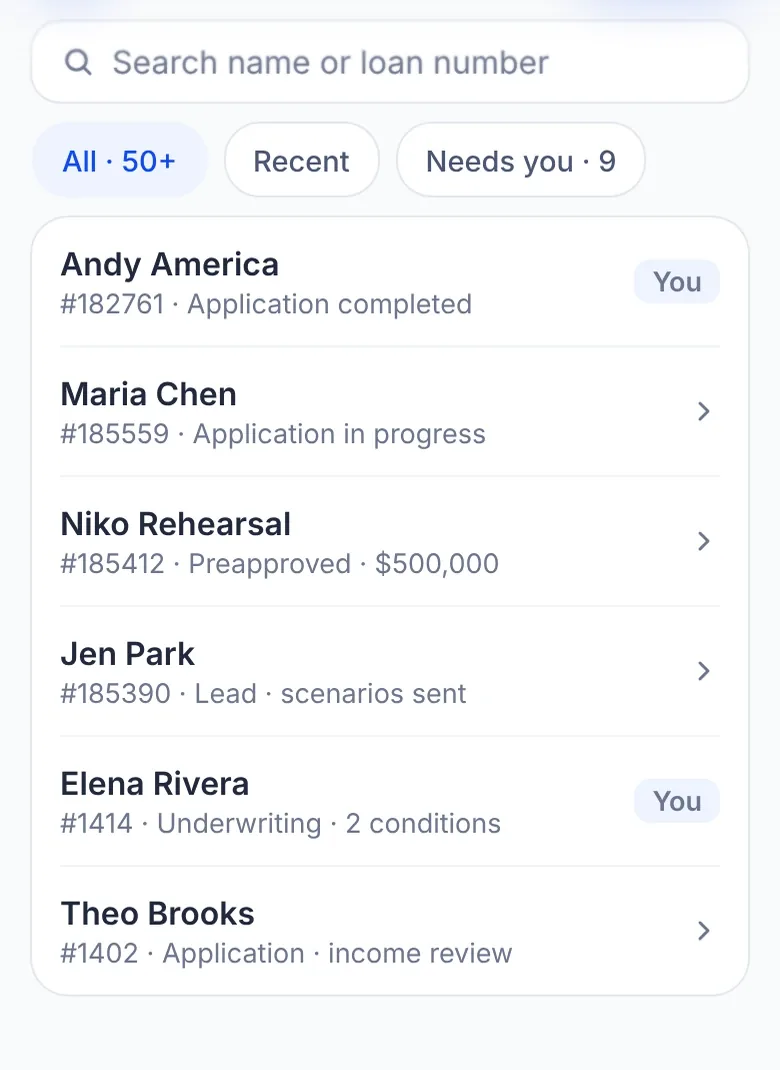 Search name or loan number
All · 50+
Recent
Needs you · 9
Andy America
#182761 · Application completed
You
Maria Chen
#185559 · Application in progress
Niko Rehearsal
#185412 · Preapproved · $500,000
Jen Park
#185390 · Lead · scenarios sent
Elena Rivera
#1414 · Underwriting · 2 conditions
You
Theo Brooks
#1402 · Application · income review